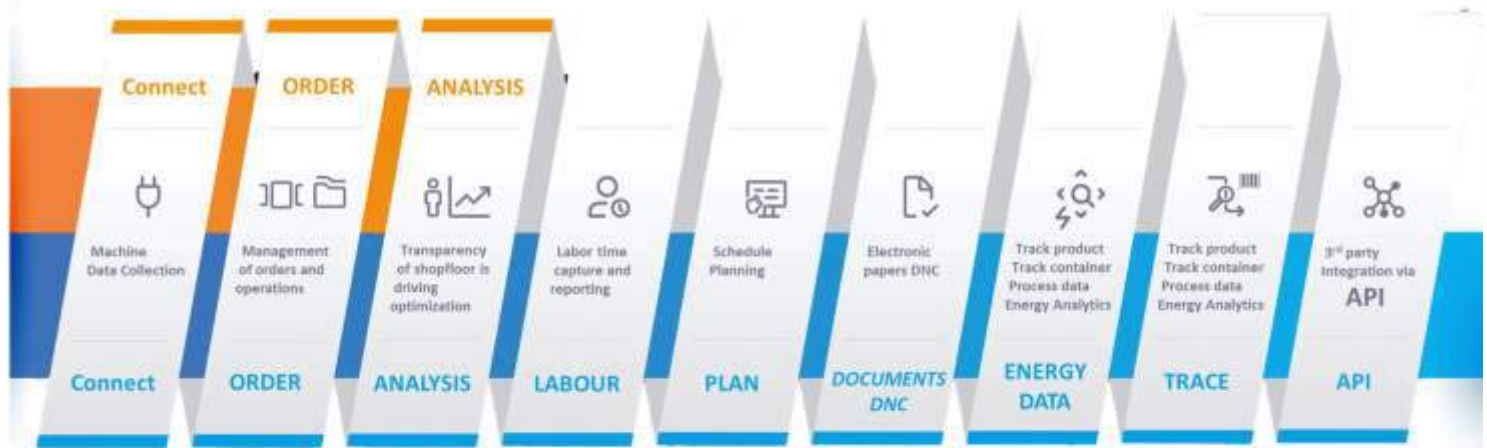 Connect
ORDER
ANALYSIS
Machine
Data Collection
Management
of orders and
operations
Transparency
of shopfloor is
driving
optimization
Labor time
capture and
reporting
Schedule
Planning
Electronic
papers DNC
Track product
Track container
Process data
Energy Analytics
Track product
Track container
Process data
Energy Analytics
3rd party
Integration via
API
Connect
ORDER
ANALYSIS
LABOUR
PLAN
DOCUMENTS
DNC
ENERGY
DATA
TRACE
API